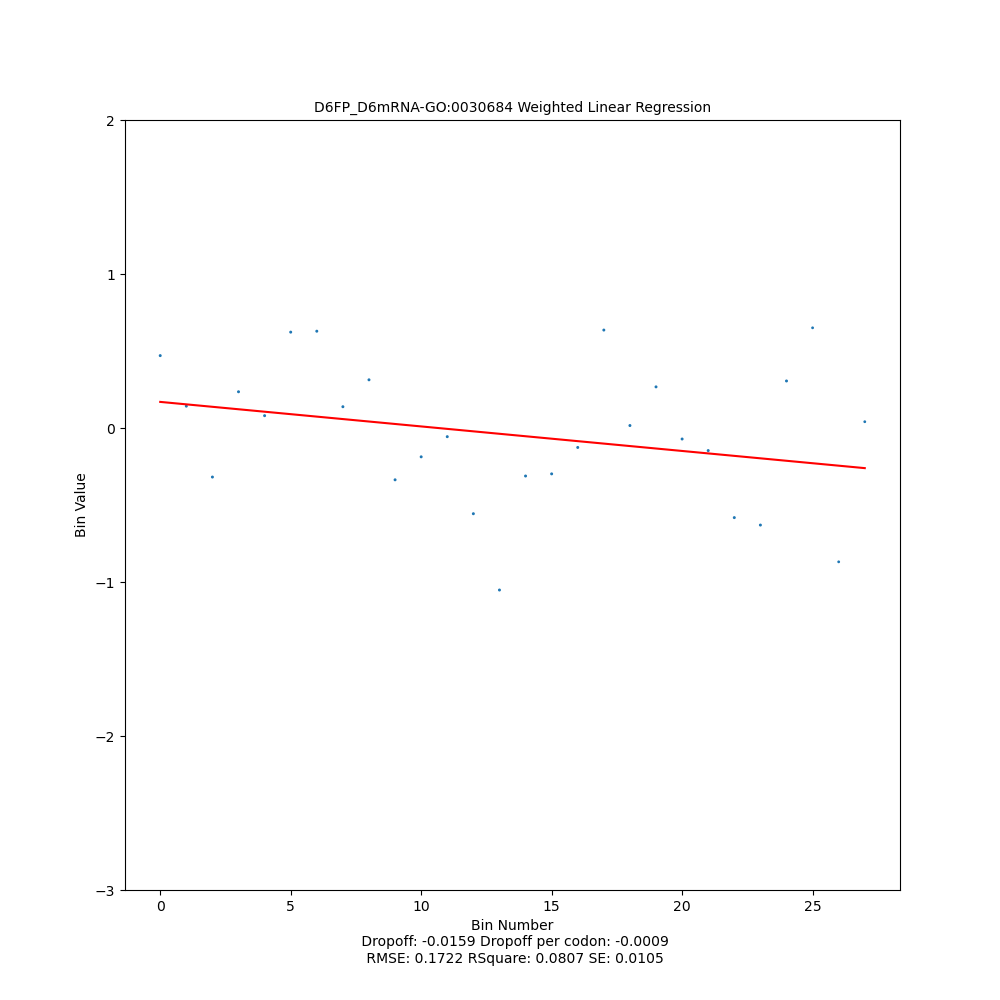 D6FP_D6mRNA-GO:0030684 Weighted Linear Regression
2
1
0
−1
−2
−3
Bin Value
0 5 10 15 20 25
Bin Number
Dropoff: -0.0159 Dropoff per codon: -0.0009
RMSE: 0.1722 RSquare: 0.0807 SE: 0.0105